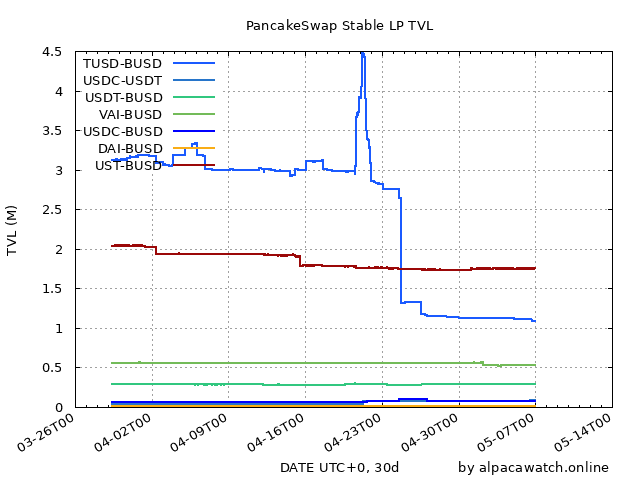 PancakeSwap Stable LP TVL
TUSD-BUSD
USDC-USDT
USDT-BUSD
VAI-BUSD
USDC-BUSD
DAI-BUSD
UST-BUSD
TVL (M)
4.5
4
3.5
3
2.5
2
1.5
1
0.5
0
03-26T00
04-02T00
04-09T00
04-16T00
04-23T00
04-30T00
05-07T00
05-14T00
DATE UTC+0, 30d
by alpacawatch.online